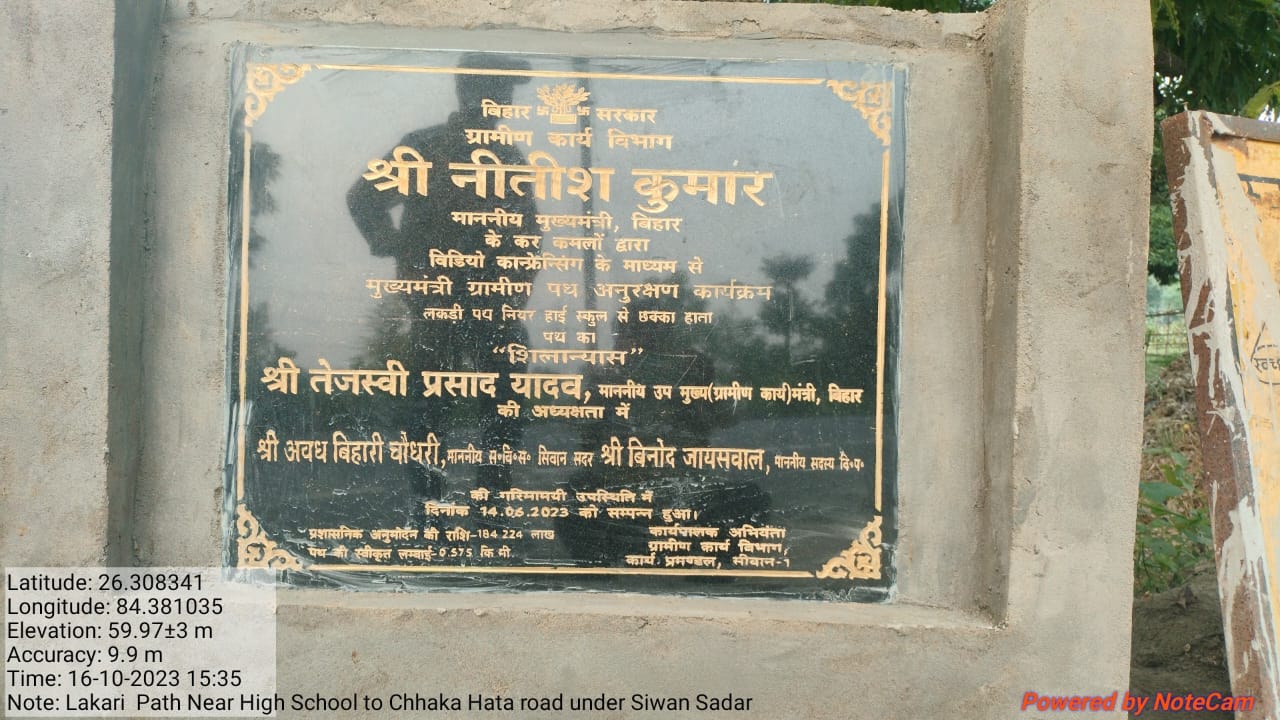 बिहार सरकार
ग्रामीण कार्य विभाग
श्री नीतीश कुमार
माननीय मुख्यमंत्री, बिहार
के कर कमलों द्वारा
विडियो कान्फ्रेन्सिंग के माध्यम से
मुख्यमंत्री ग्रामीण पथ अनुरक्षण कार्यक्रम
लकड़ी पथ नियर हाई स्कुल से छक्का हाता
पथ का
“शिलान्यास”
श्री तेजस्वी प्रसाद यादव, माननीय उप मुख्य(ग्रामीण कार्य)मंत्री, बिहार
की अध्यक्षता में
श्री अवध बिहारी चौधरी, माननीय स॰वि॰स॰ सिवान सदर श्री बिनोद जायसवाल, माननीय सदस्य वि॰प॰
की गरिमामयी उपस्थिति में
दिनांक 14.06.2023 को सम्पन्न हुआ।
प्रशासनिक अनुमोदन की राशि-184.224 लाख
पथ की स्वीकृत लम्बाई-0.575 कि.मी.
कार्यपालक अभियंता
ग्रामीण कार्य विभाग,
कार्य प्रमण्डल, सीवान-1
स्वच्छ
Latitude: 26.308341
Longitude: 84.381035
Elevation: 59.97±3 m
Accuracy: 9.9 m
Time: 16-10-2023 15:35
Note: Lakari Path Near High School to Chhaka Hata road under Siwan Sadar
Powered by NoteCam